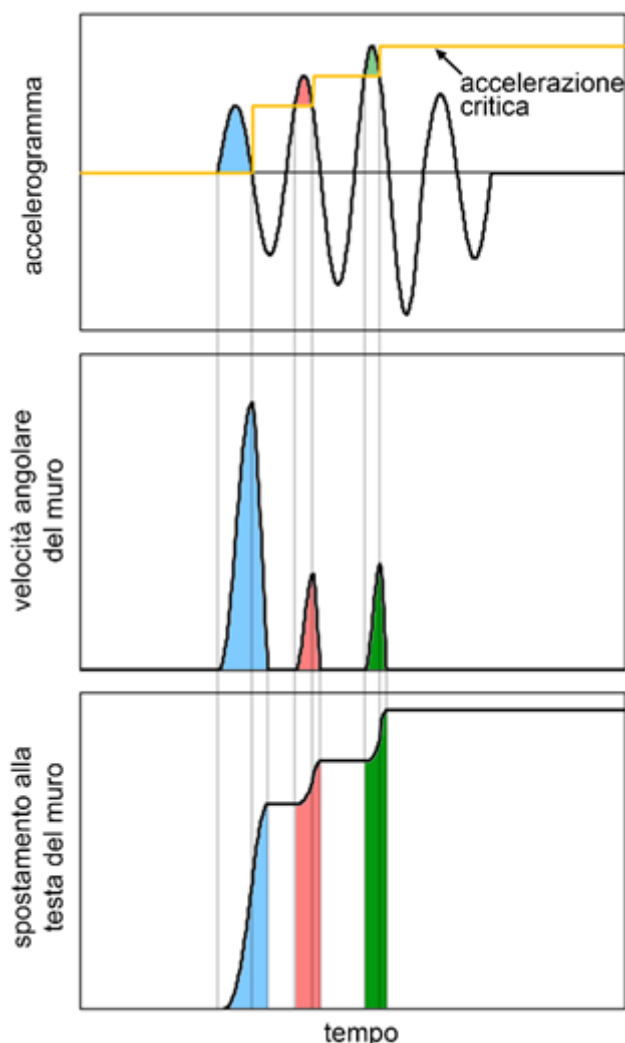 accelerogramma
accelerazione
critica
velocità angolare
del muro
spostamento alla
testa del muro
tempo